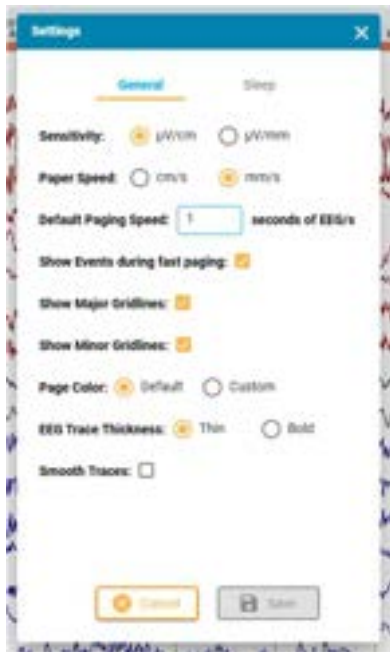 Settings
General Sleep
Sensitivity: µV/cm µV/mm
Paper Speed: cm/s mm/s
Default Paging Speed: 1 seconds of EEG/s
Show Events during fast paging:
Show Major Gridlines:
Show Minor Gridlines:
Page Color: Default Custom
EEG Trace Thickness: Thin Bold
Smooth Traces:
Cancel Save